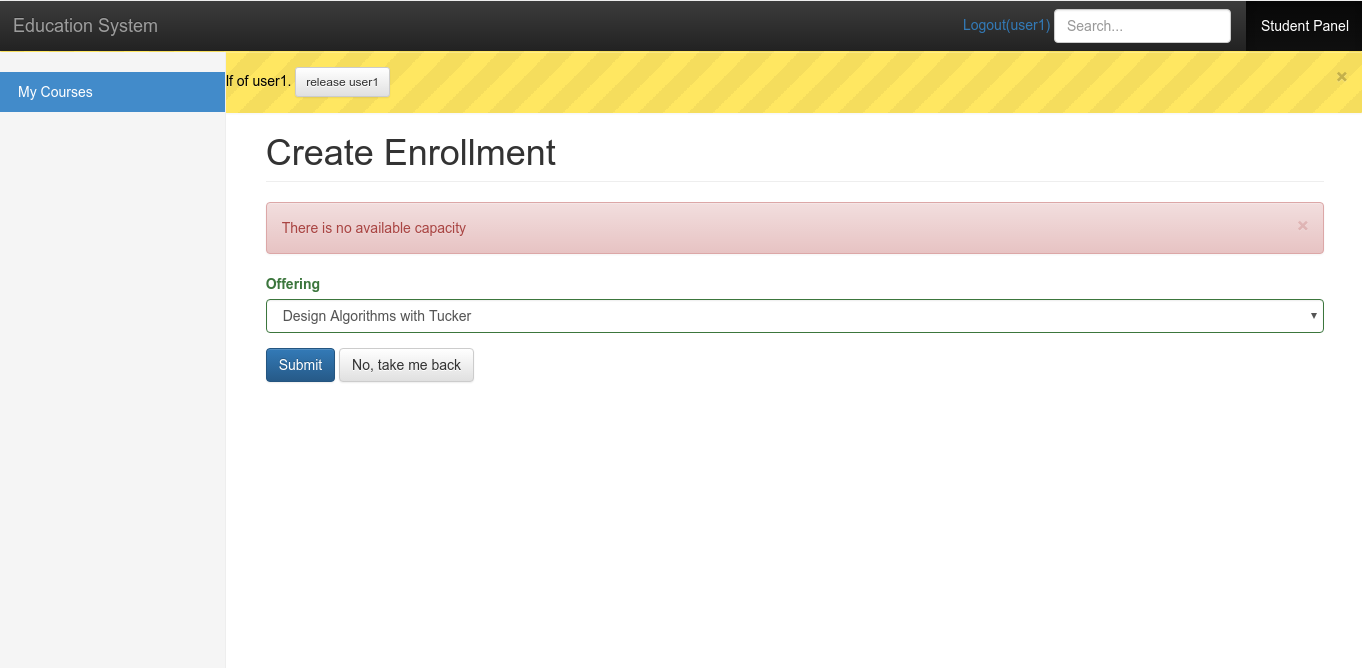 Education System
Logout(user1)
Search...
Student Panel
My Courses
lf of user1. release user1
×
Create Enrollment
There is no available capacity
×
Offering
Design Algorithms with Tucker
Submit
No, take me back